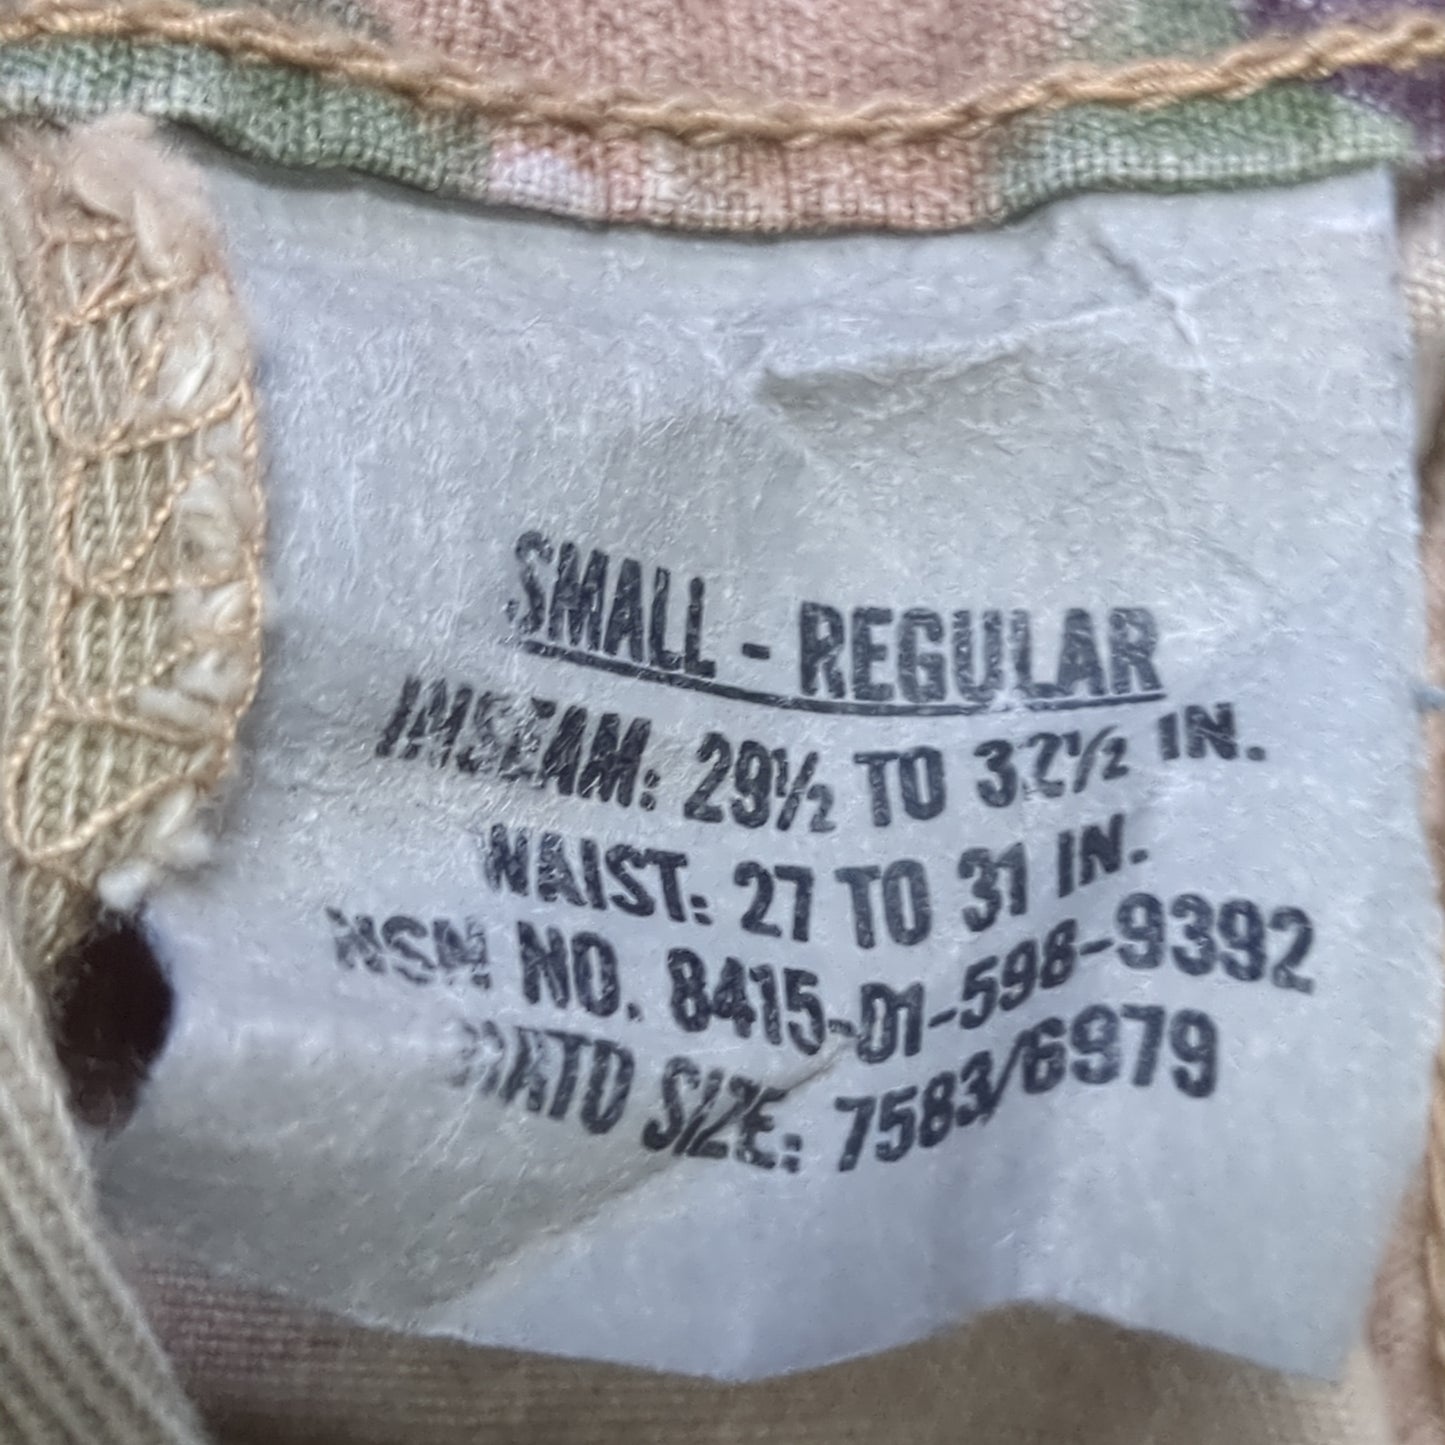 SMALL - REGULAR
INSEAM: 29½ TO 32½ IN.
WAIST: 27 TO 31 IN.
NSN NO. 8415-01-598-9392
NATO SIZE: 7583/6979